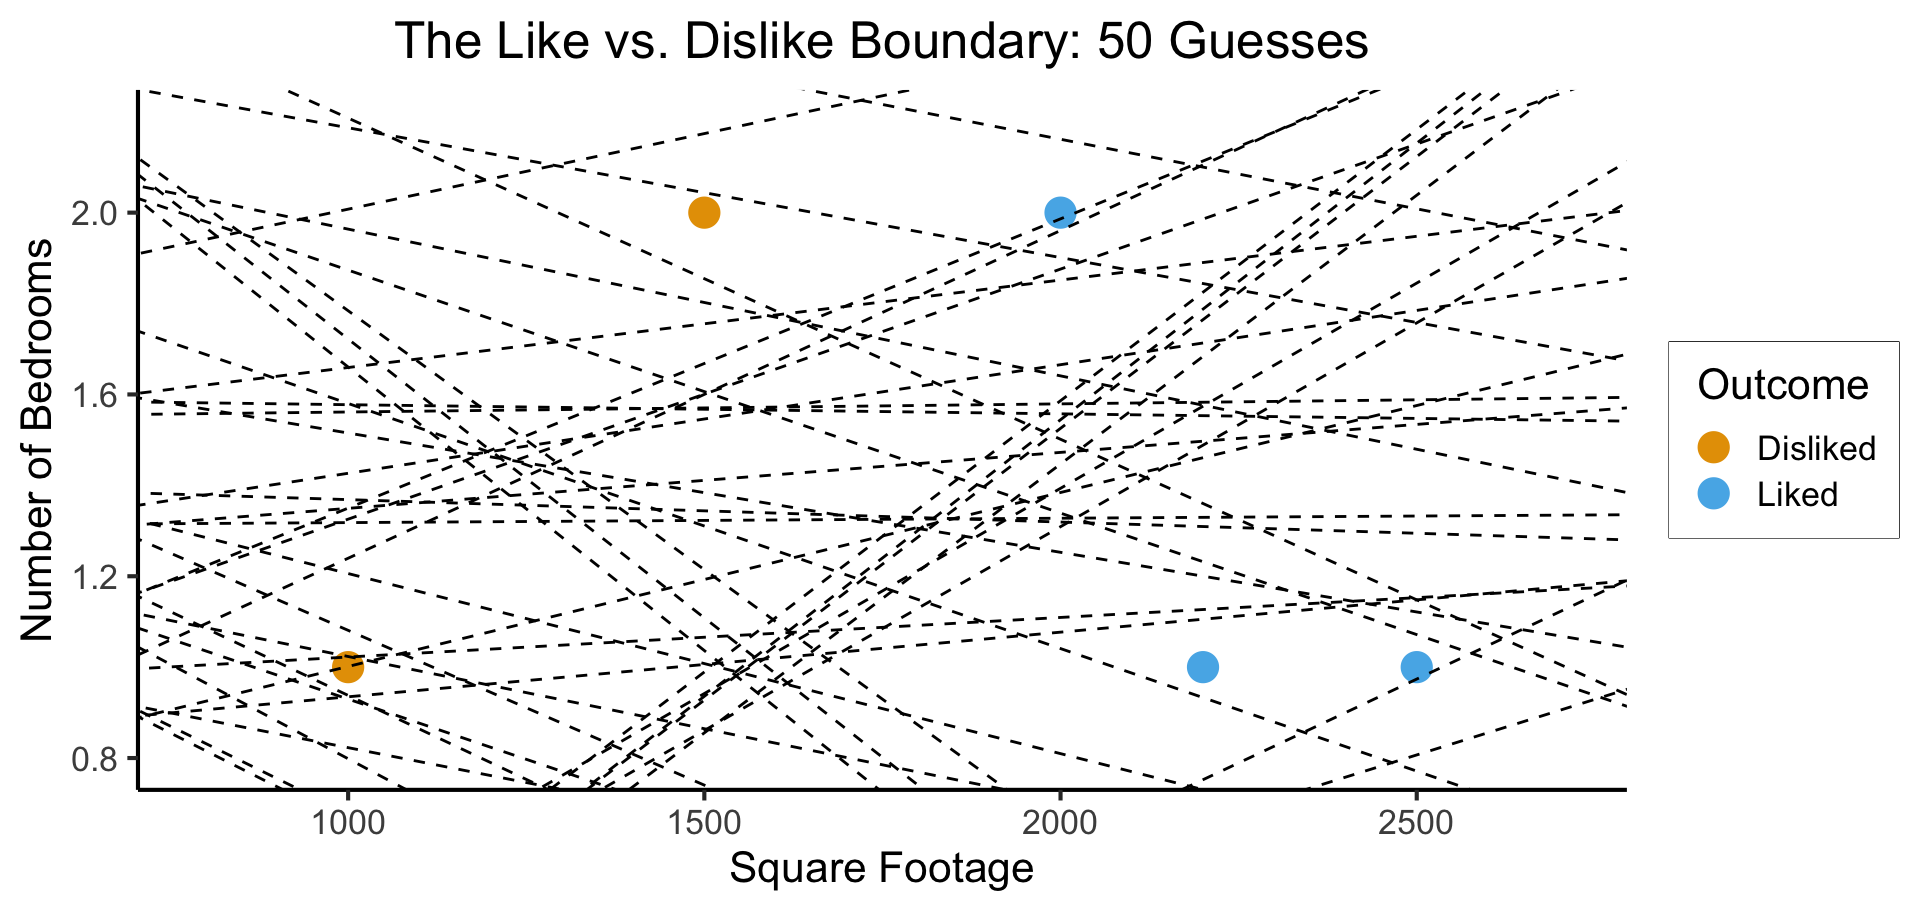 The Like vs. Dislike Boundary: 50 Guesses
Number of Bedrooms
2.0
1.6
1.2
0.8
1000 1500 2000 2500
Square Footage
Outcome
Disliked
Liked